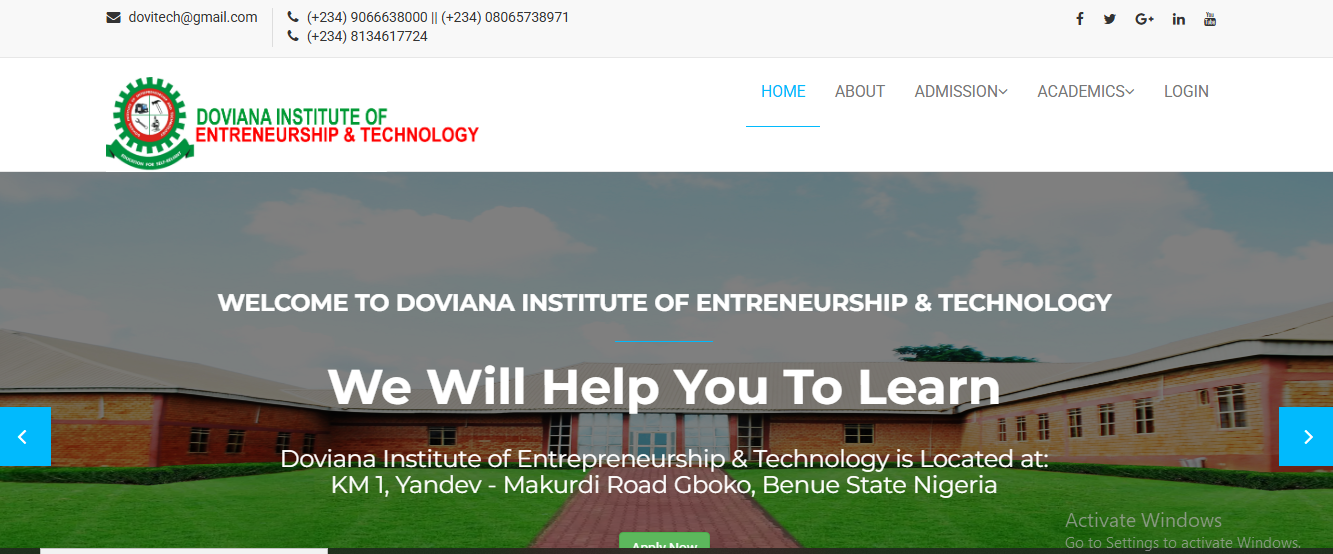 dovitech@gmail.com
(+234) 9066638000 || (+234) 08065738971
(+234) 8134617724
HOME
ABOUT
ADMISSION
ACADEMICS
LOGIN
DOVIANA INSTITUTE OF
ENTRENEURSHIP & TECHNOLOGY
EDUCATION FOR SELF-RELIENT
WELCOME TO DOVIANA INSTITUTE OF ENTRENEURSHIP & TECHNOLOGY
We Will Help You To Learn
Doviana Institute of Entrepreneurship & Technology is Located at:
KM 1, Yandev - Makurdi Road Gboko, Benue State Nigeria
Apply Now
Activate Windows
Go to Settings to activate Windows.